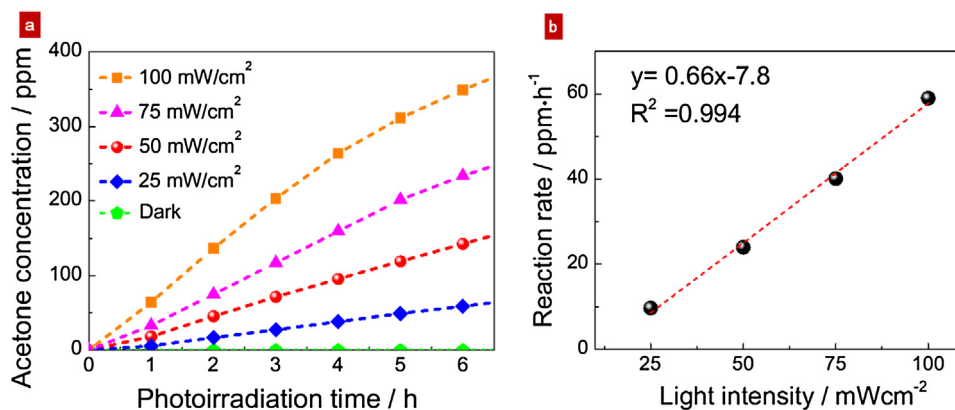 a
Acetone concentration / ppm
400
300
200
100
0
100 mW/cm²
75 mW/cm²
50 mW/cm²
25 mW/cm²
Dark
0 1 2 3 4 5 6
Photoirradiation time / h
b
Reaction rate / ppm·h⁻¹
60
40
20
0
y= 0.66x-7.8
R² =0.994
25 50 75 100
Light intensity / mWcm⁻²